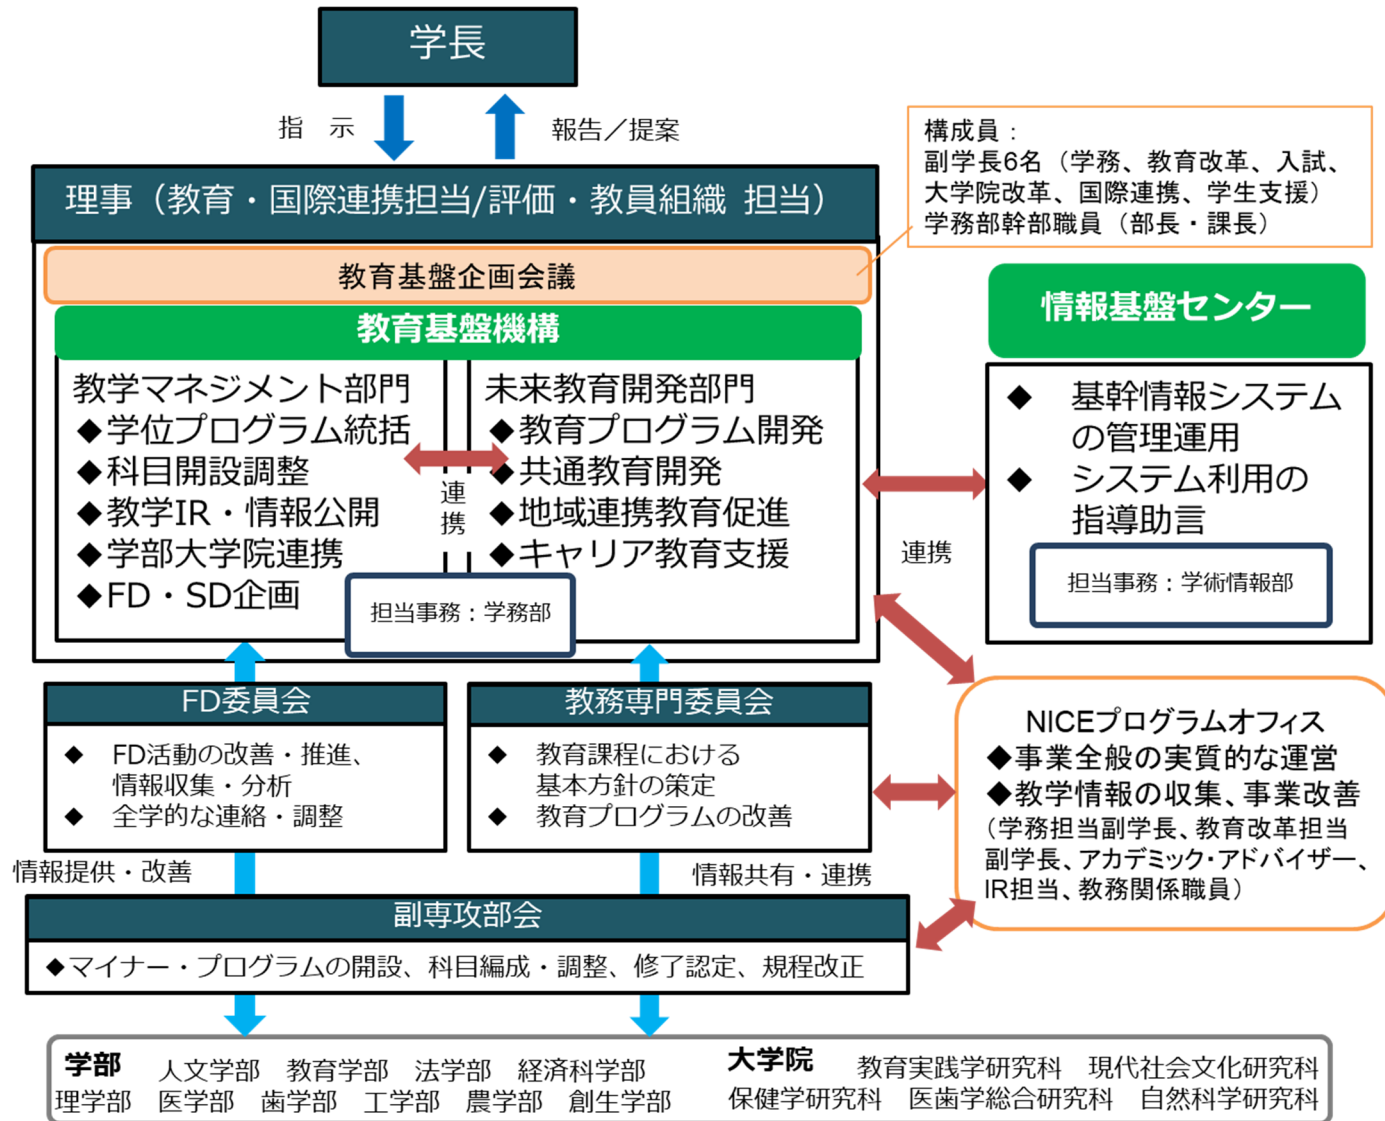 学長
指　示
報告／提案
構成員：
副学長6名（学務、教育改革、入試、
大学院改革、国際連携、学生支援）
学務部幹部職員（部長・課長）
理事（教育・国際連携担当/評価・教員組織 担当）
教育基盤企画会議
教育基盤機構
教学マネジメント部門
◆学位プログラム統括
◆科目開設調整
◆教学IR・情報公開
◆学部大学院連携
◆FD・SD企画
連
携
未来教育開発部門
◆教育プログラム開発
◆共通教育開発
◆地域連携教育促進
◆キャリア教育支援
担当事務：学務部
連携
情報基盤センター
◆ 基幹情報システム
の管理運用
◆ システム利用の
指導助言
担当事務：学術情報部
FD委員会
◆ FD活動の改善・推進、
情報収集・分析
◆ 全学的な連絡・調整
教務専門委員会
◆ 教育課程における
基本方針の策定
◆ 教育プログラムの改善
NICEプログラムオフィス
◆事業全般の実質的な運営
◆教学情報の収集、事業改善
（学務担当副学長、教育改革担当
副学長、アカデミック・アドバイザー、
IR担当、教務関係職員）
情報提供・改善
情報共有・連携
副専攻部会
◆マイナー・プログラムの開設、科目編成・調整、修了認定、規程改正
学部 人文学部 教育学部 法学部 経済科学部
理学部 医学部 歯学部 工学部 農学部 創生学部
大学院 教育実践学研究科 現代社会文化研究科
保健学研究科 医歯学総合研究科 自然科学研究科